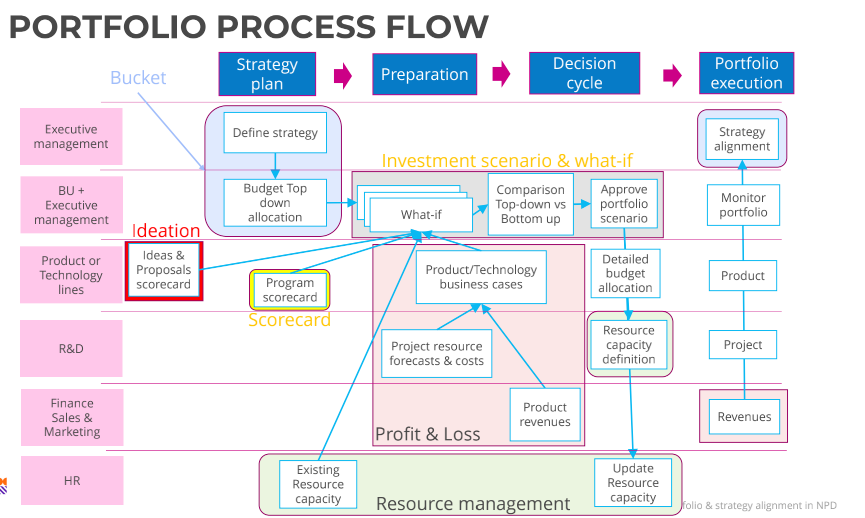 PORTFOLIO PROCESS FLOW
Strategy
plan
Preparation
Decision
cycle
Portfolio
execution
Bucket
Executive
management
Define strategy
Strategy
alignment
Investment scenario & what-if
BU +
Executive
management
Budget Top
down
allocation
What-if
Comparison
Top-down vs
Bottom up
Approve
portfolio
scenario
Monitor
portfolio
Ideation
Product or
Technology
lines
Ideas &
Proposals
scorecard
Program
scorecard
Scorecard
Product/Technology
business cases
Detailed
budget
allocation
Product
R&D
Project resource
forecasts & costs
Resource
capacity
definition
Project
Finance
Sales &
Marketing
Product
revenues
Profit & Loss
Revenues
HR
Existing
Resource
capacity
Resource management
Update
Resource
capacity
folio & strategy alignment in NPD